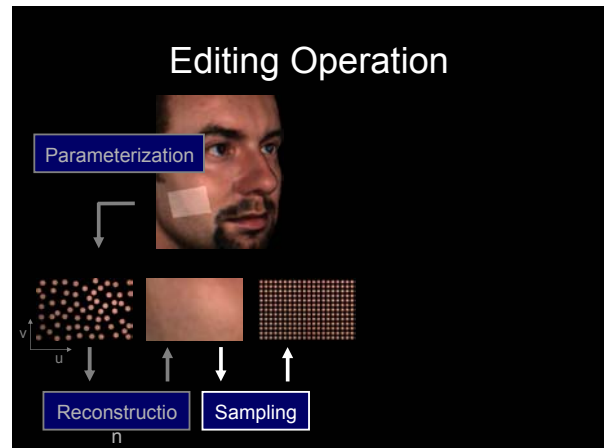 Editing Operation
Parameterization
v
u
Reconstructio
n
Sampling